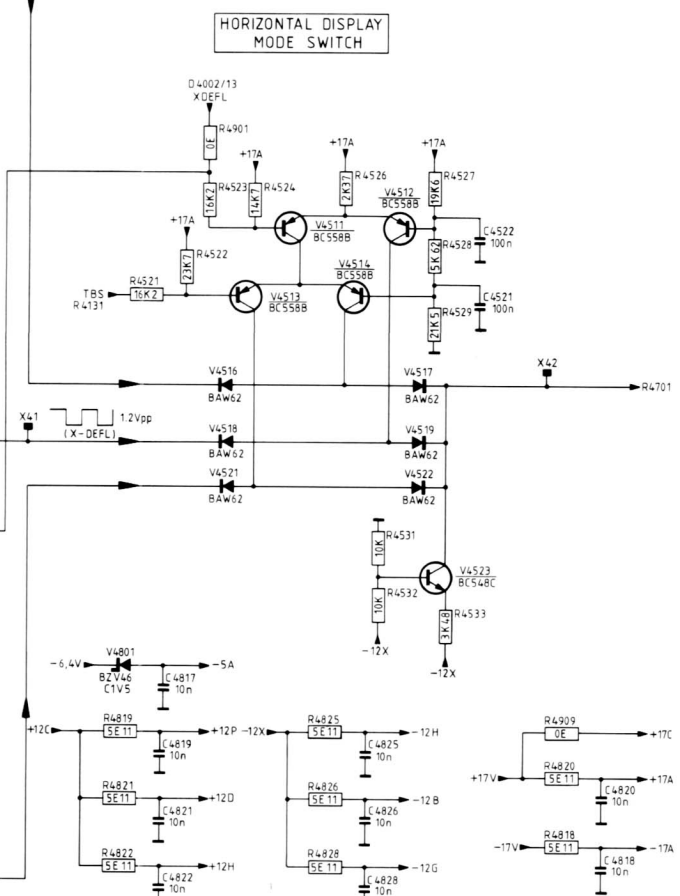 HORIZONTAL DISPLAY
MODE SWITCH
D4002/13
XDEFL
R4901
0E
+17A
+17A
+17A
R4523
16K2
R4524
14K7
R4526
2K37
V4512
BC558B
R4527
19K6
V4511
BC558B
C4522
100n
+17A
R4522
23K7
R4528
5K62
V4514
BC558B
TBS
R4131
R4521
16K2
V4513
BC558B
C4521
100n
R4529
21K5
V4516
BAW62
V4517
BAW62
X42
R4701
X41
1.2Vpp
(X-DEFL)
V4518
BAW62
V4519
BAW62
V4521
BAW62
V4522
BAW62
R4531
10K
V4523
BC548C
R4532
10K
R4533
3K48
-12X
-12X
V4801
-6,4V
-5A
BZV46
C1V5
C4817
10n
+12C
R4819
5E11
+12P
C4819
10n
R4821
5E11
+12D
C4821
10n
R4822
5E11
+12H
C4822
10n
-12X
R4825
5E11
-12H
C4825
10n
R4826
5E11
-12B
C4826
10n
R4828
5E11
-12G
C4828
10n
R4909
0E
+17C
+17V
R4820
5E11
+17A
C4820
10n
-17V
R4818
5E11
-17A
C4818
10n